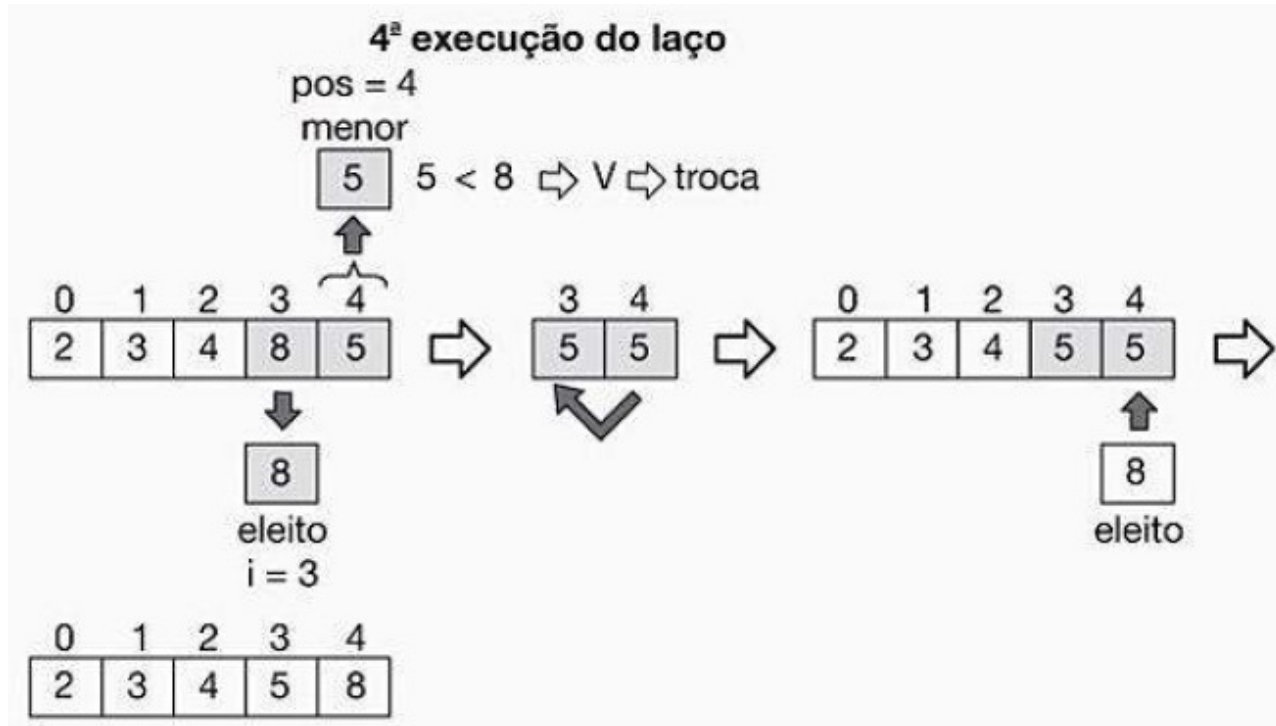 4ª execução do laço
pos = 4
menor
5 5 < 8 ⇨ V ⇨ troca
0 1 2 3 4 3 4 0 1 2 3 4
2 3 4 8 5 5 5 2 3 4 5 5
8 8
eleito eleito
i = 3
0 1 2 3 4
2 3 4 5 8